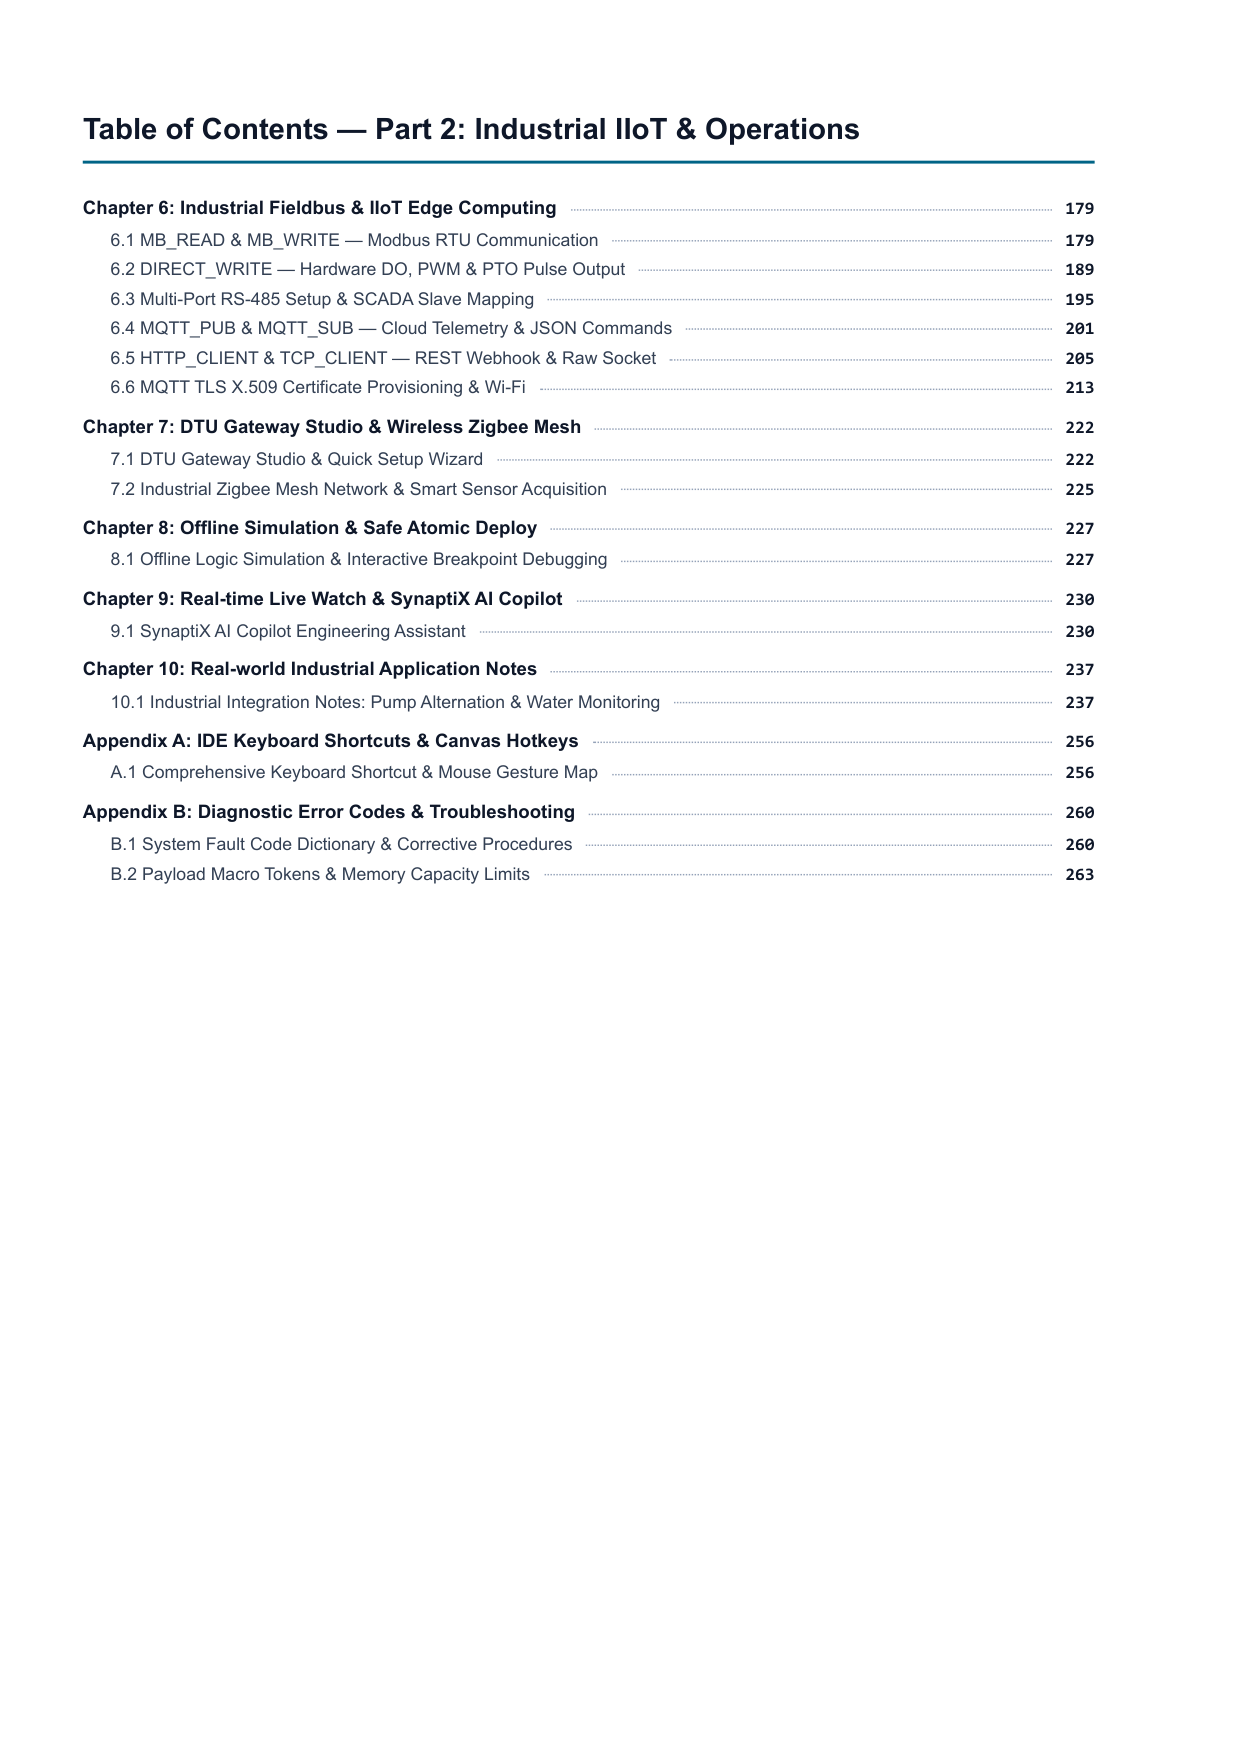 Table of Contents — Part 2: Industrial IIoT & Operations
Chapter 6: Industrial Fieldbus & IIoT Edge Computing 179
6.1 MB_READ & MB_WRITE — Modbus RTU Communication 179
6.2 DIRECT_WRITE — Hardware DO, PWM & PTO Pulse Output 189
6.3 Multi-Port RS-485 Setup & SCADA Slave Mapping 195
6.4 MQTT_PUB & MQTT_SUB — Cloud Telemetry & JSON Commands 201
6.5 HTTP_CLIENT & TCP_CLIENT — REST Webhook & Raw Socket 205
6.6 MQTT TLS X.509 Certificate Provisioning & Wi-Fi 213
Chapter 7: DTU Gateway Studio & Wireless Zigbee Mesh 222
7.1 DTU Gateway Studio & Quick Setup Wizard 222
7.2 Industrial Zigbee Mesh Network & Smart Sensor Acquisition 225
Chapter 8: Offline Simulation & Safe Atomic Deploy 227
8.1 Offline Logic Simulation & Interactive Breakpoint Debugging 227
Chapter 9: Real-time Live Watch & SynaptiX AI Copilot 230
9.1 SynaptiX AI Copilot Engineering Assistant 230
Chapter 10: Real-world Industrial Application Notes 237
10.1 Industrial Integration Notes: Pump Alternation & Water Monitoring 237
Appendix A: IDE Keyboard Shortcuts & Canvas Hotkeys 256
A.1 Comprehensive Keyboard Shortcut & Mouse Gesture Map 256
Appendix B: Diagnostic Error Codes & Troubleshooting 260
B.1 System Fault Code Dictionary & Corrective Procedures 260
B.2 Payload Macro Tokens & Memory Capacity Limits 263